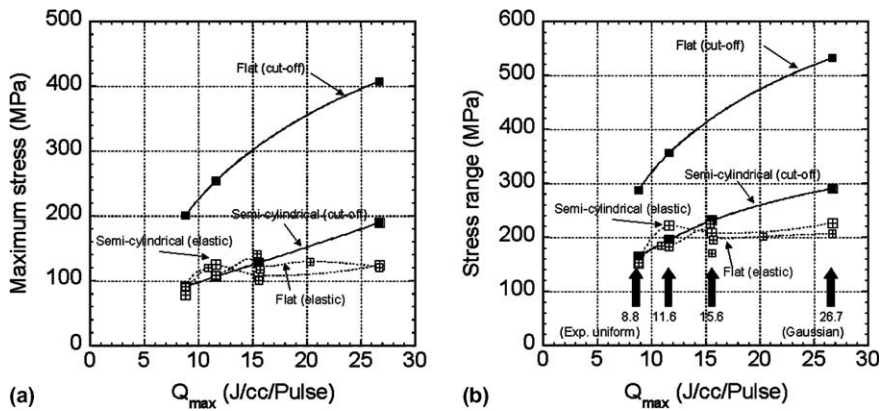 500
400
300
200
100
0
Maximum stress (MPa)
Flat (cut-off)
Semi-cylindrical (cut-off)
Semi-cylindrical (elastic)
Flat (elastic)
0 5 10 15 20 25 30
(a)
Qmax (J/cc/Pulse)
600
500
400
300
200
100
0
Stress range (MPa)
Flat (cut-off)
Semi-cylindrical (cut-off)
Semi-cylindrical (elastic)
Flat (elastic)
8.8 11.6 15.6 26.7
(Exp. uniform) (Gaussian)
0 5 10 15 20 25 30
(b)
Qmax (J/cc/Pulse)